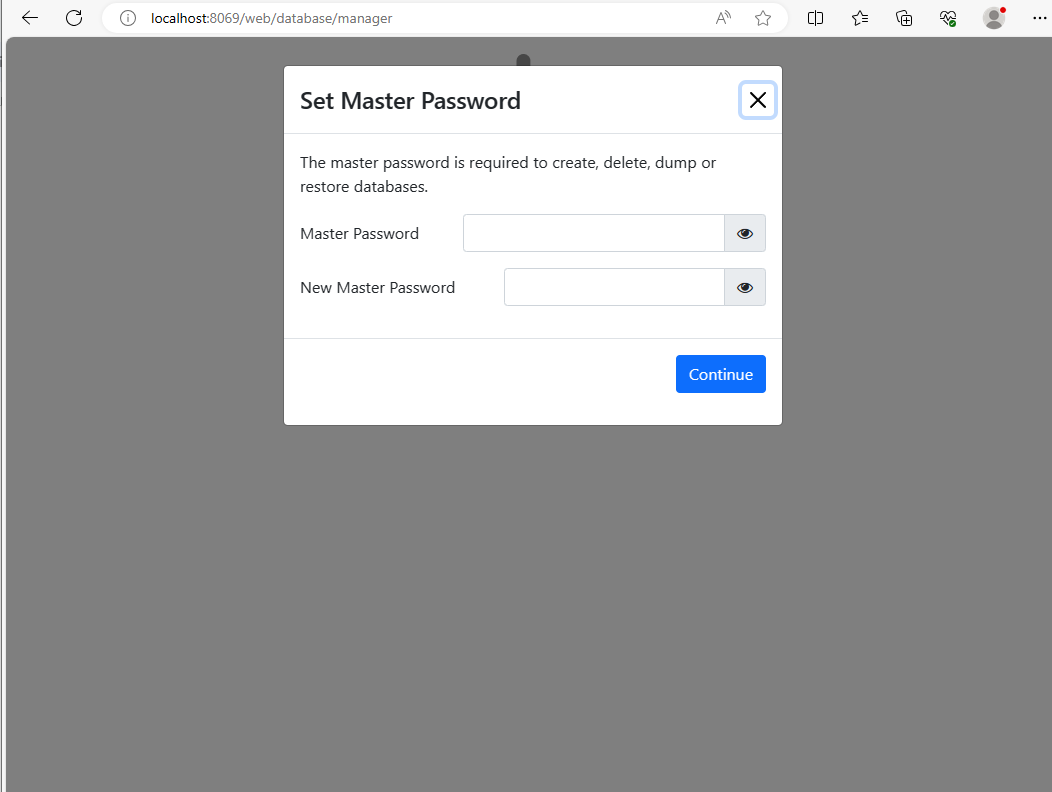 localhost:8069/web/database/manager
Set Master Password
The master password is required to create, delete, dump or
restore databases.
Master Password
New Master Password
Continue